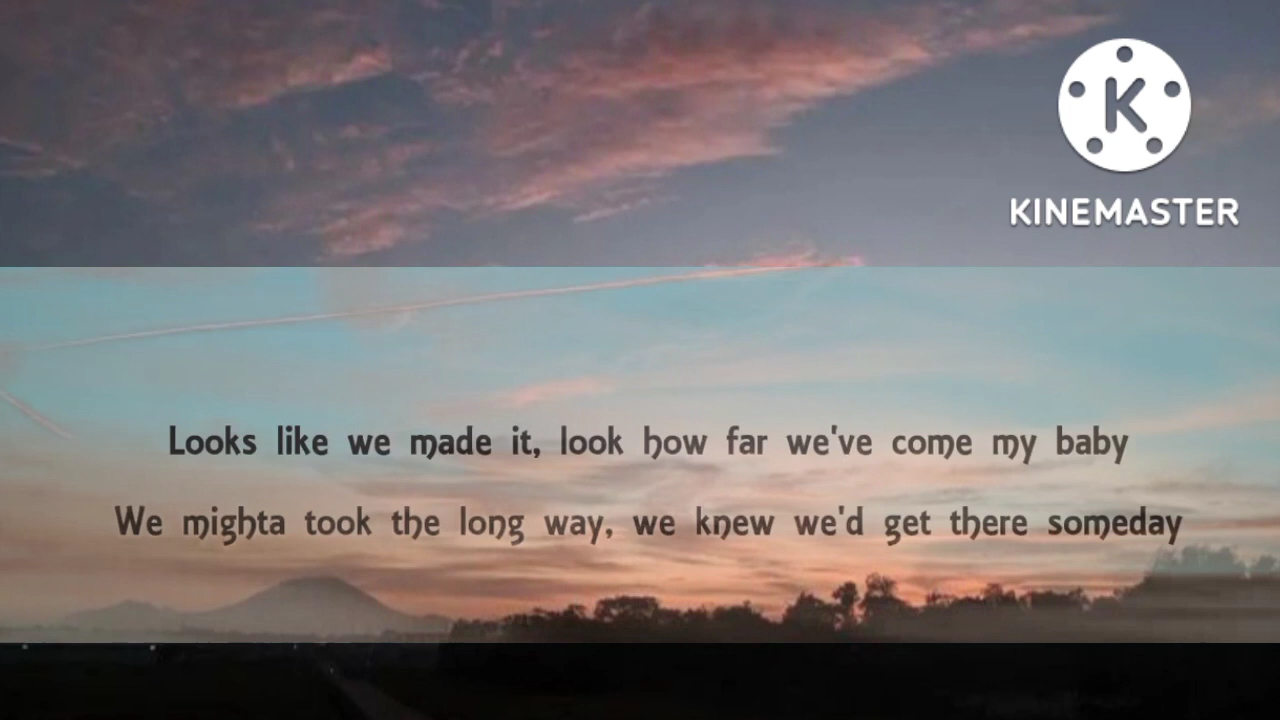 K
KINEMASTER
Looks like we made it, look how far we've come my baby
We mighta took the long way, we knew we'd get there someday